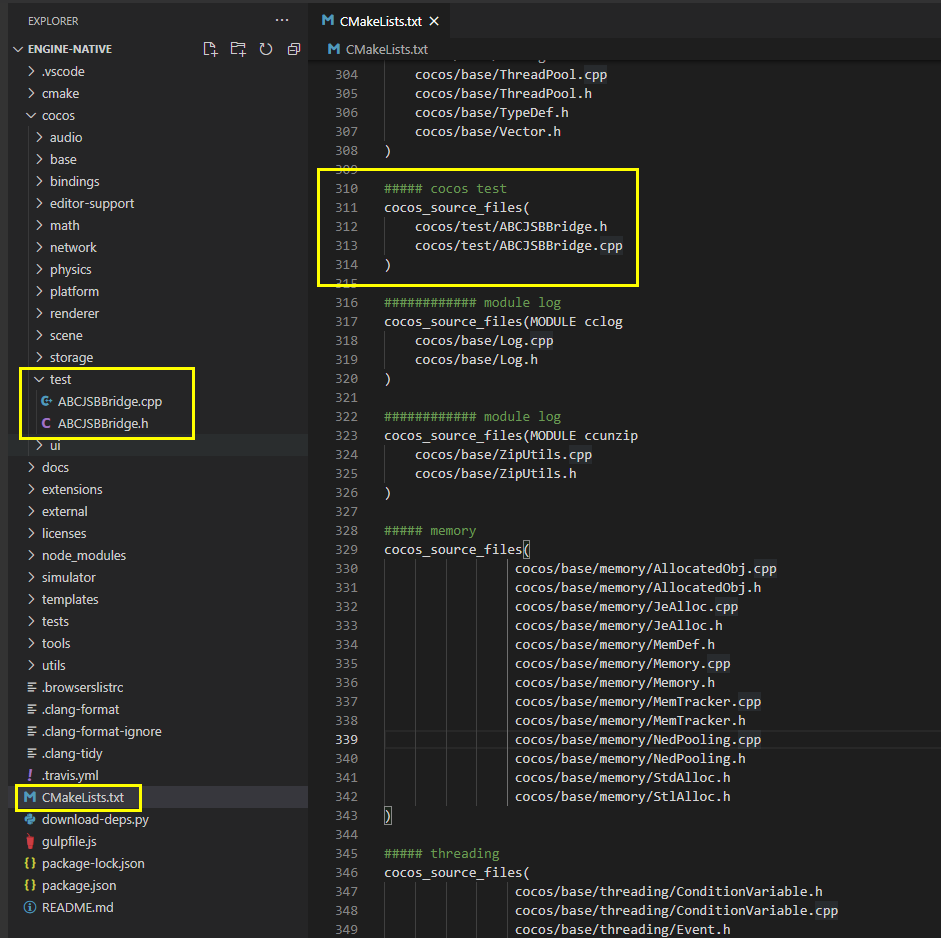 EXPLORER
···
ENGINE-NATIVE
.vscode
cmake
cocos
audio
base
bindings
editor-support
math
network
physics
platform
renderer
scene
storage
test
ABCJSBBridge.cpp
C ABCJSBBridge.h
ui
docs
extensions
external
licenses
node_modules
simulator
templates
tests
tools
utils
.browserslistrc
.clang-format
.clang-format-ignore
.clang-tidy
! .travis.yml
M CMakeLists.txt
download-deps.py
gulpfile.js
{} package-lock.json
{} package.json
README.md
M CMakeLists.txt
M CMakeLists.txt
304 cocos/base/ThreadPool.cpp
305 cocos/base/ThreadPool.h
306 cocos/base/TypeDef.h
307 cocos/base/Vector.h
308 )
309
310 ##### cocos test
311 cocos_source_files(
312 cocos/test/ABCJSBBridge.h
313 cocos/test/ABCJSBBridge.cpp
314 )
315
316 ############ module log
317 cocos_source_files(MODULE cclog
318 cocos/base/Log.cpp
319 cocos/base/Log.h
320 )
321
322 ############ module log
323 cocos_source_files(MODULE ccunzip
324 cocos/base/ZipUtils.cpp
325 cocos/base/ZipUtils.h
326 )
327
328 ##### memory
329 cocos_source_files(
330 cocos/base/memory/AllocatedObj.cpp
331 cocos/base/memory/AllocatedObj.h
332 cocos/base/memory/JeAlloc.cpp
333 cocos/base/memory/JeAlloc.h
334 cocos/base/memory/MemDef.h
335 cocos/base/memory/Memory.cpp
336 cocos/base/memory/Memory.h
337 cocos/base/memory/MemTracker.cpp
338 cocos/base/memory/MemTracker.h
339 cocos/base/memory/NedPooling.cpp
340 cocos/base/memory/NedPooling.h
341 cocos/base/memory/StdAlloc.h
342 cocos/base/memory/StlAlloc.h
343 )
344
345 ##### threading
346 cocos_source_files(
347 cocos/base/threading/ConditionVariable.h
348 cocos/base/threading/ConditionVariable.cpp
349 cocos/base/threading/Event.h